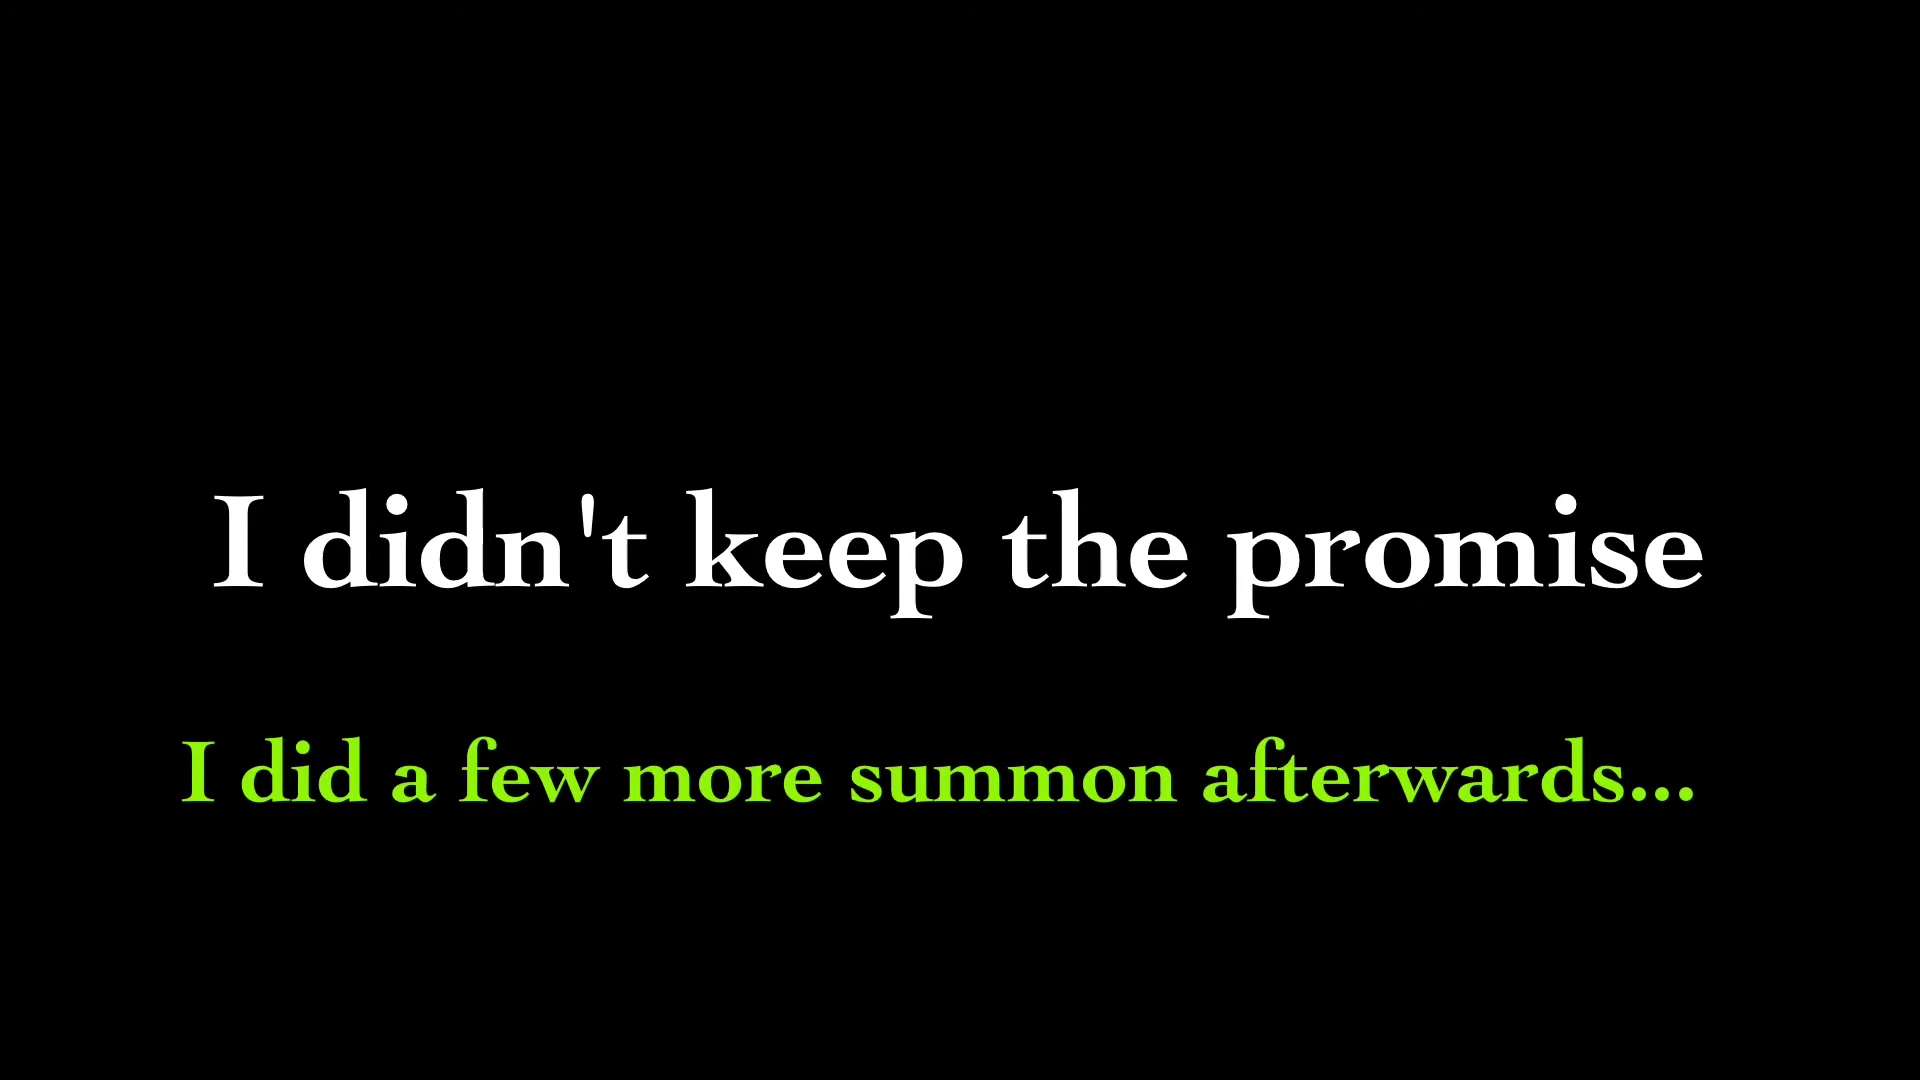 I didn't keep the promise
I did a few more summon afterwards...